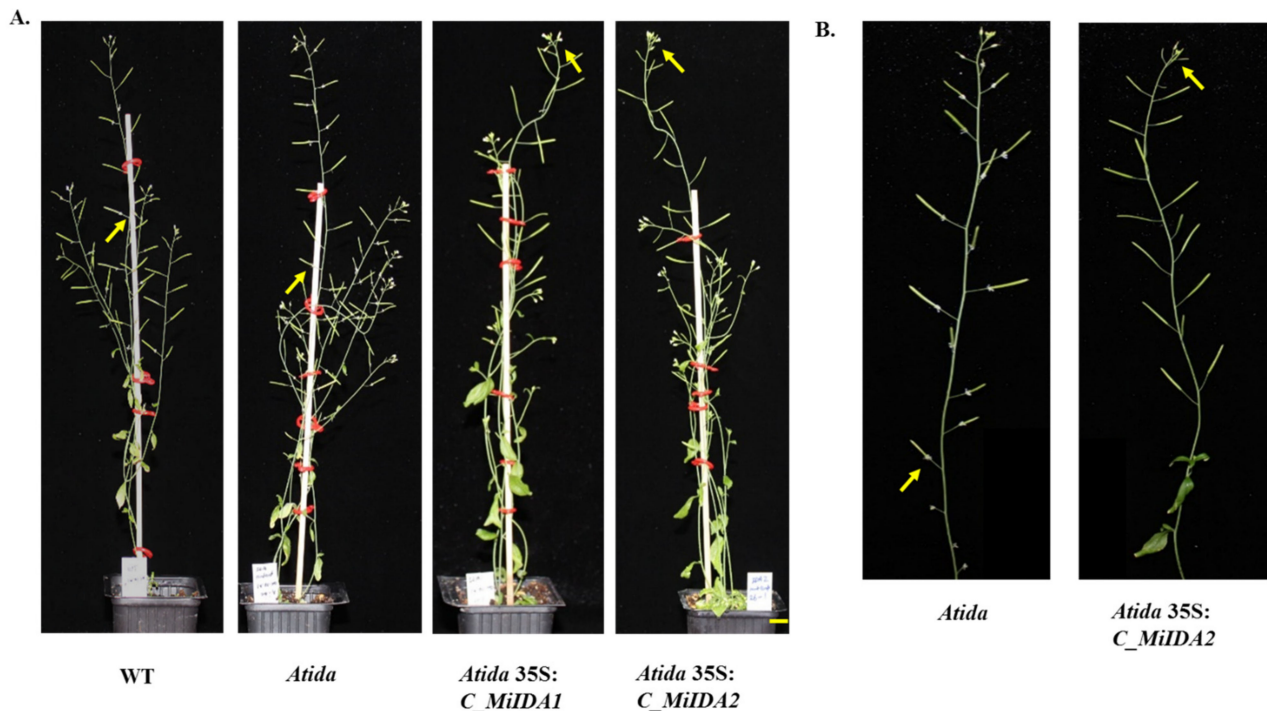 A.
B.
WT
Atida
Atida 35S:
C_MiIDA1
Atida 35S:
C_MiIDA2
Atida
Atida 35S:
C_MiIDA2